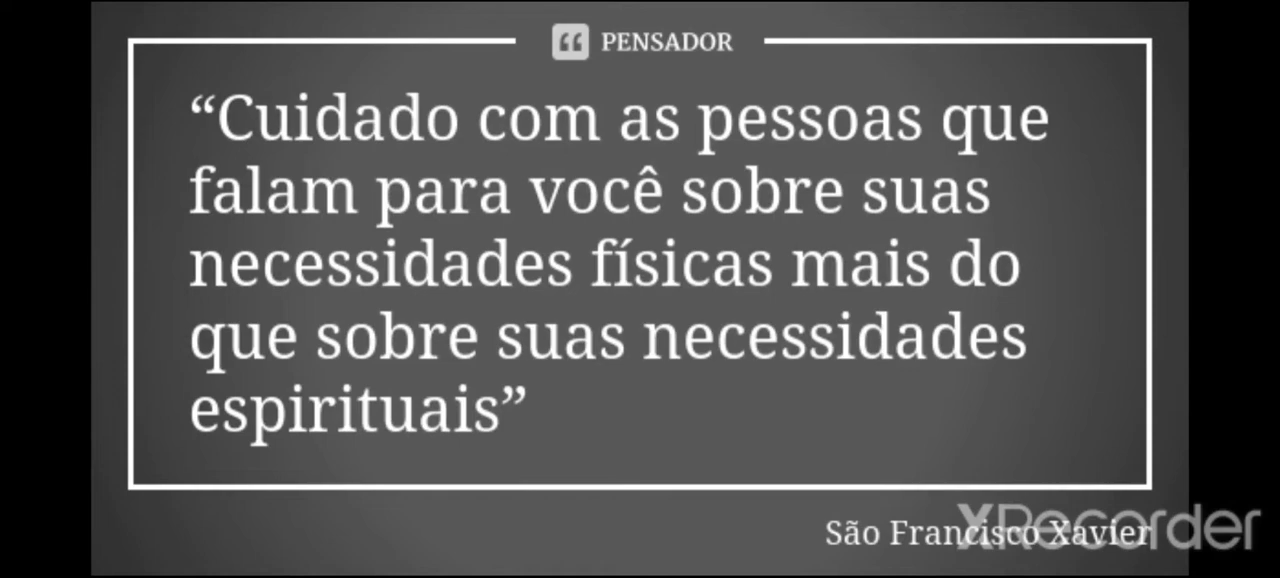 PENSADOR
“Cuidado com as pessoas que
falam para você sobre suas
necessidades físicas mais do
que sobre suas necessidades
espirituais”
São Francisco Xavier
XRecorder